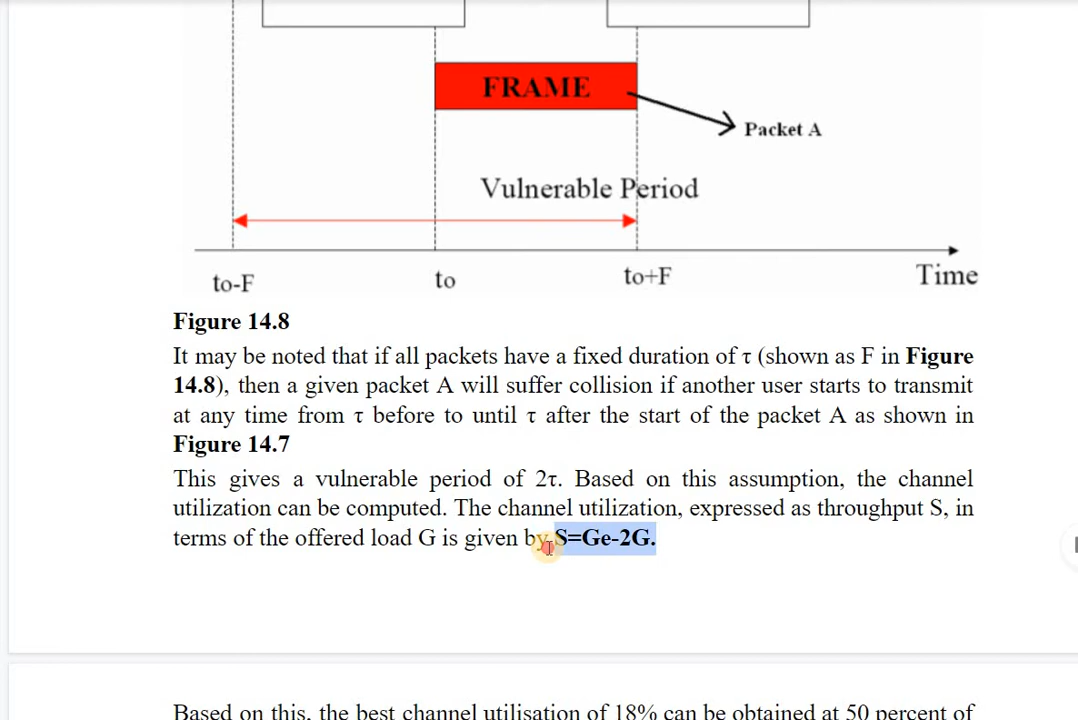 FRAME
Packet A
Vulnerable Period
to-F
to
to+F
Time
Figure 14.8
It may be noted that if all packets have a fixed duration of τ (shown as F in Figure
14.8), then a given packet A will suffer collision if another user starts to transmit
at any time from τ before to until τ after the start of the packet A as shown in
Figure 14.7
This gives a vulnerable period of 2τ. Based on this assumption, the channel
utilization can be computed. The channel utilization, expressed as throughput S, in
terms of the offered load G is given by S=Ge-2G.
Based on this, the best channel utilisation of 18% can be obtained at 50 percent of